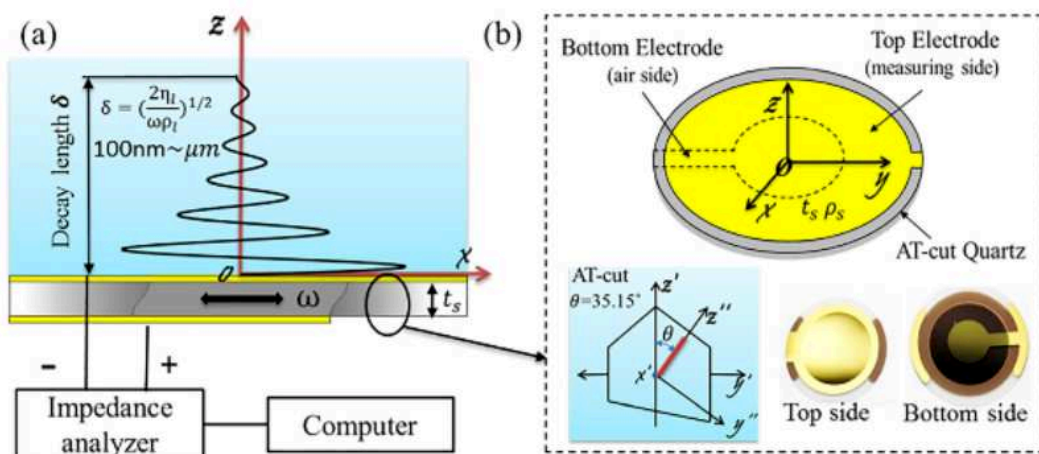 (a)
z
Decay length δ
δ = (2η_l/ωρ_l)^1/2
100nm~μm
O
x
ω
t_s
-
+
Impedance
analyzer
Computer
(b)
Bottom Electrode
(air side)
Top Electrode
(measuring side)
z
O
y
x
t_s ρ_s
AT-cut Quartz
AT-cut
θ=35.15°
z'
z''
θ
x'
y'
y''
Top side
Bottom side